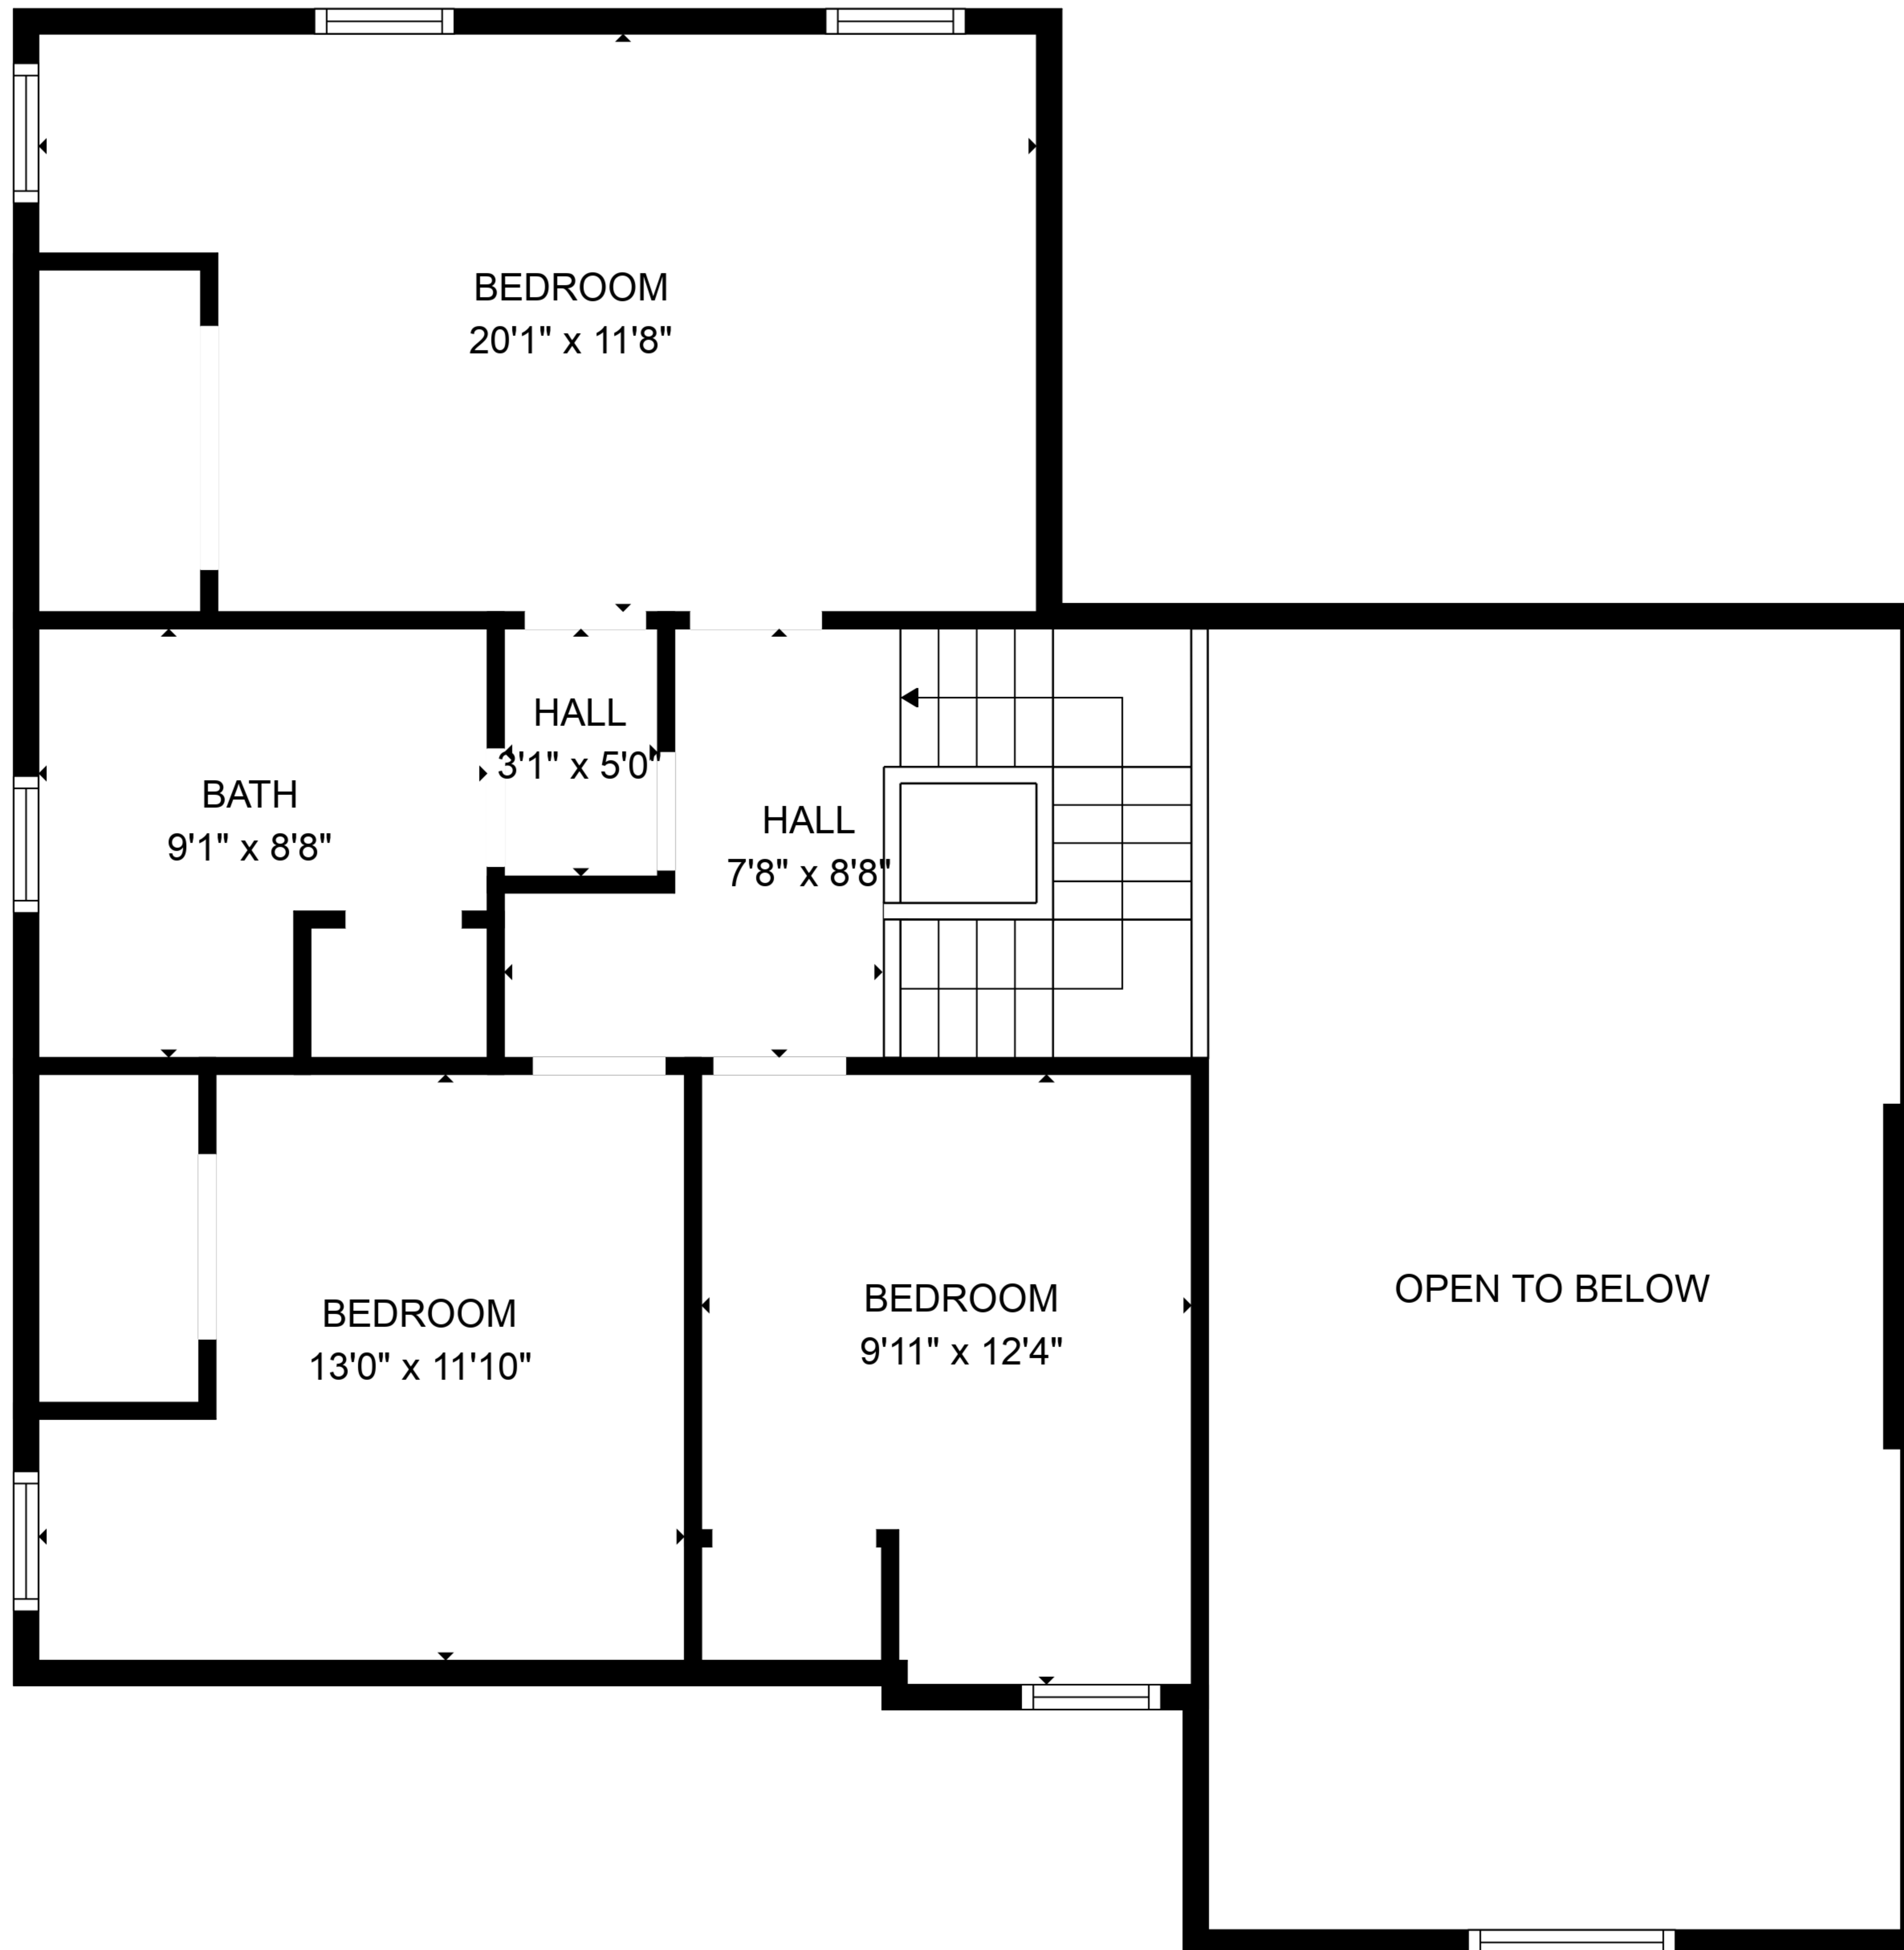 BEDROOM
20'1" x 11'8"
HALL
3'1" x 5'0"
BATH
9'1" x 8'8"
HALL
7'8" x 8'8"
BEDROOM
13'0" x 11'10"
BEDROOM
9'11" x 12'4"
OPEN TO BELOW